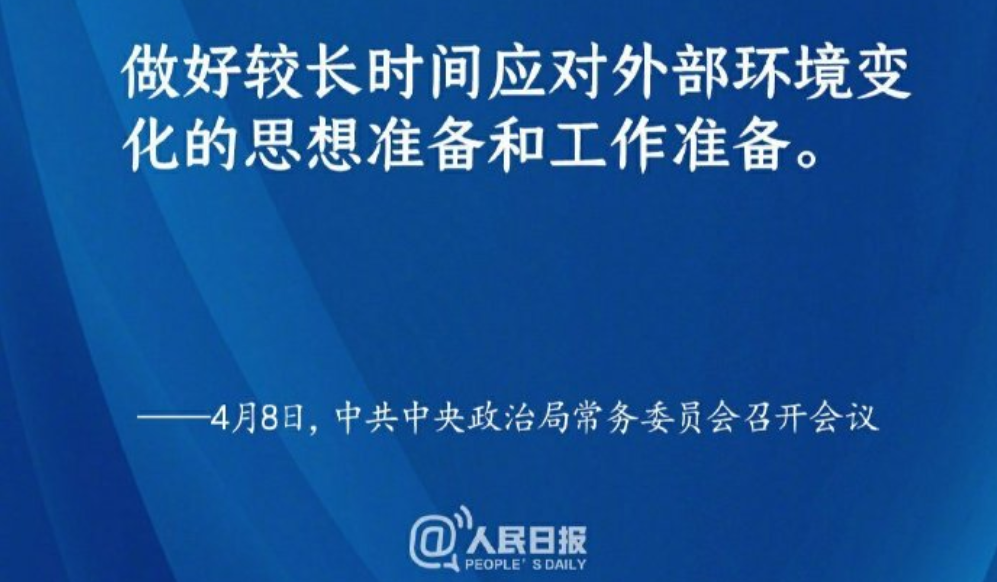 做好较长时间应对外部环境变
化的思想准备和工作准备。
——4月8日,中共中央政治局常务委员会召开会议
@人民日报
PEOPLE'S DAILY